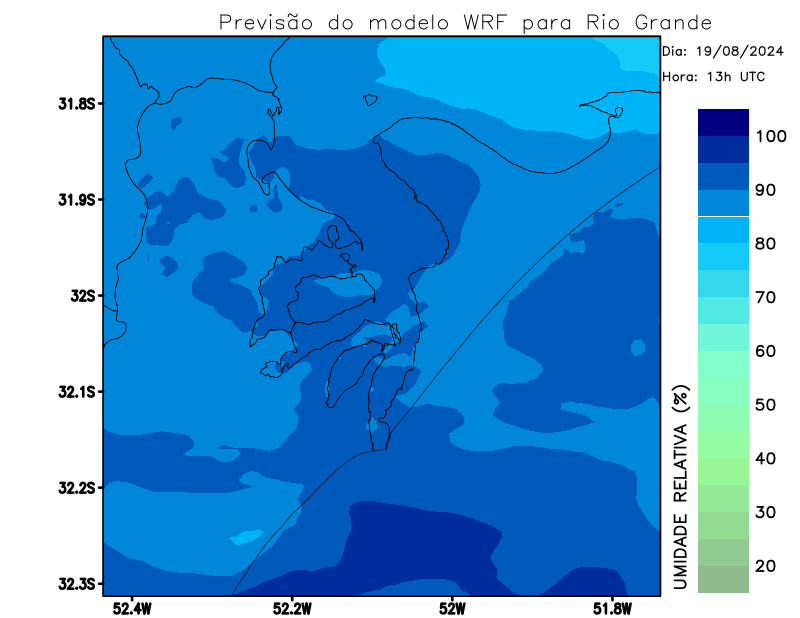 Previsão do modelo WRF para Rio Grande
Dia: 19/08/2024
Hora: 13h UTC
31.8S
31.9S
32S
32.1S
32.2S
32.3S
52.4W
52.2W
52W
51.8W
100
90
80
70
60
50
40
30
20
UMIDADE RELATIVA (%)